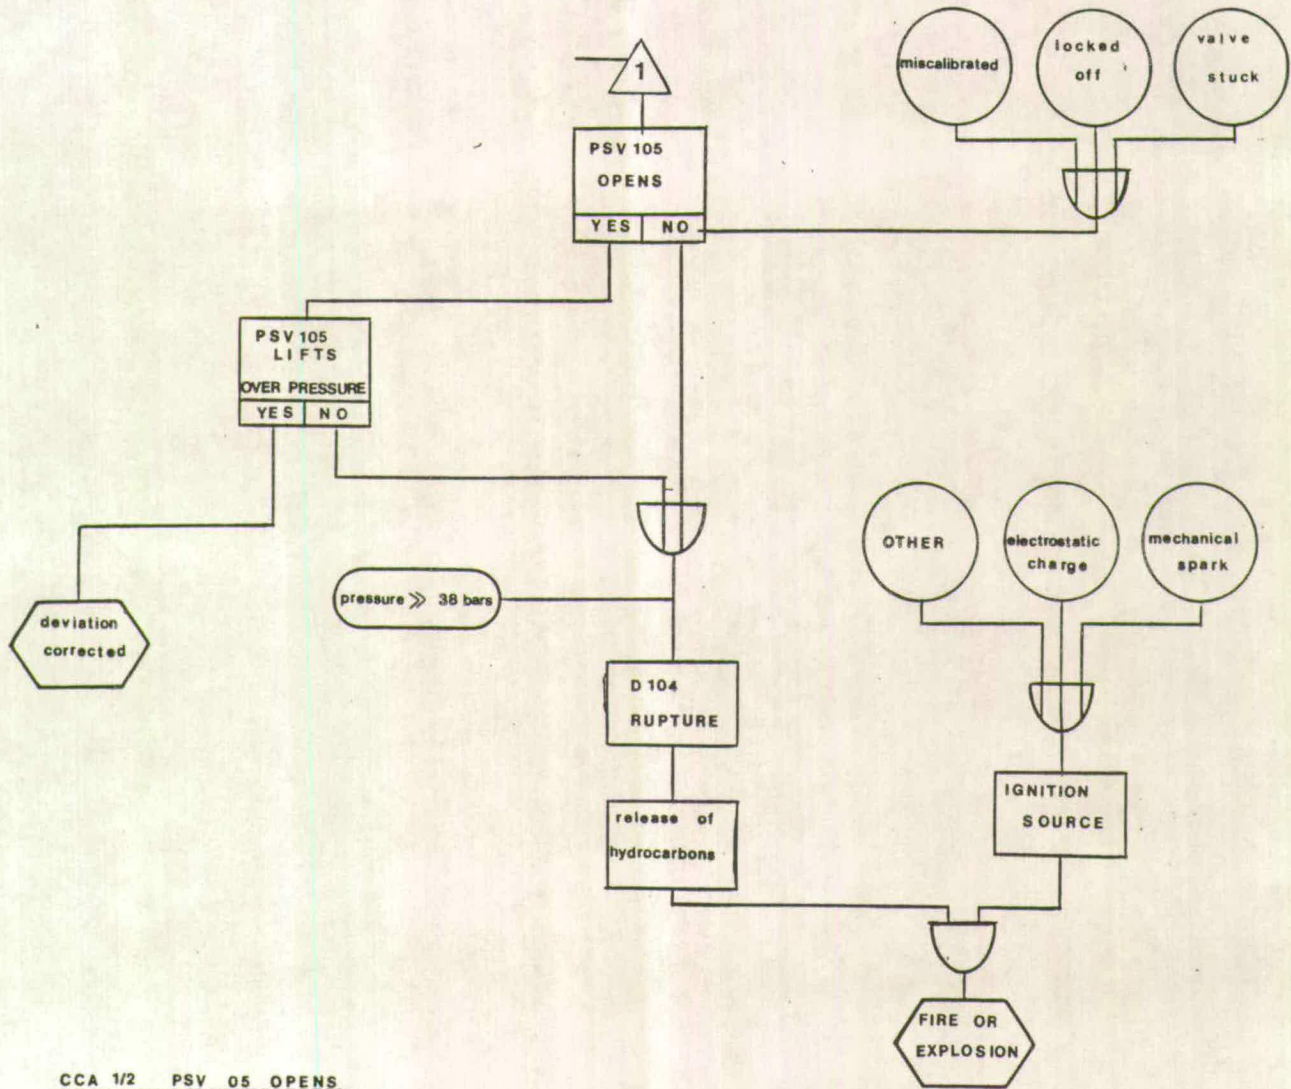 1
PSV 105
OPENS
YES NO
miscalibrated
locked
off
valve
stuck
PSV 105
LIFTS
OVER PRESSURE
YES NO
deviation
corrected
pressure ≫ 38 bars
D 104
RUPTURE
release of
hydrocarbons
OTHER
electrostatic
charge
mechanical
spark
IGNITION
SOURCE
FIRE OR
EXPLOSION
CCA 1/2 PSV 05 OPENS